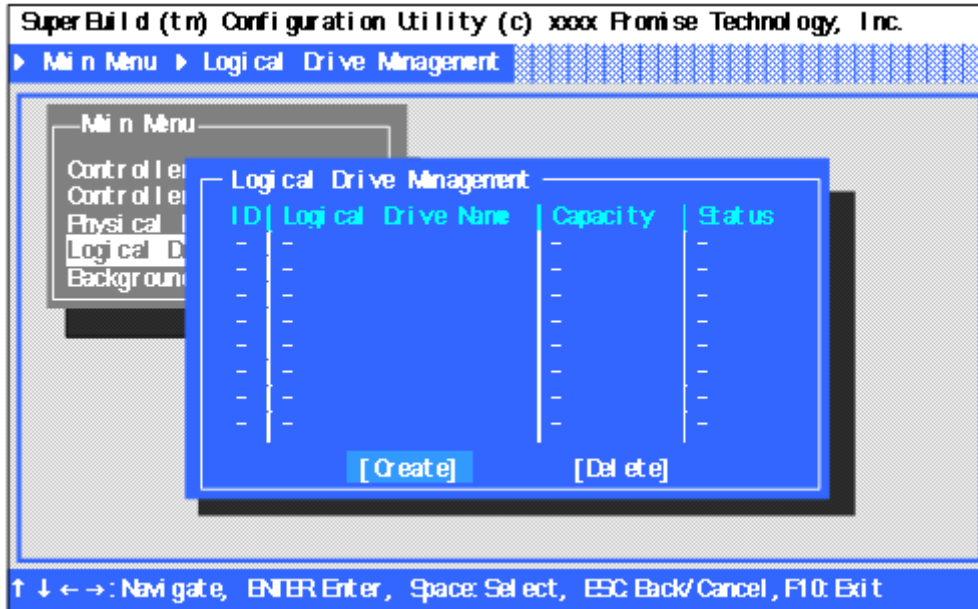 SuperBuild (tm) Configuration Utility (c) xxxx Promise Technology, Inc.
Main Menu Logical Drive Management
Main Menu
Controller
Controller
Physical
Logical D
Background
Logical Drive Management
ID | Logical Drive Name | Capacity | Status
- - - -
- - - -
- - - -
- - - -
- - - -
- - - -
- - - -
- - - -
[Create] [Delete]
↑ ↓ ← →: Navigate, ENTER: Enter, Space: Select, ESC: Back/Cancel, F10: Exit